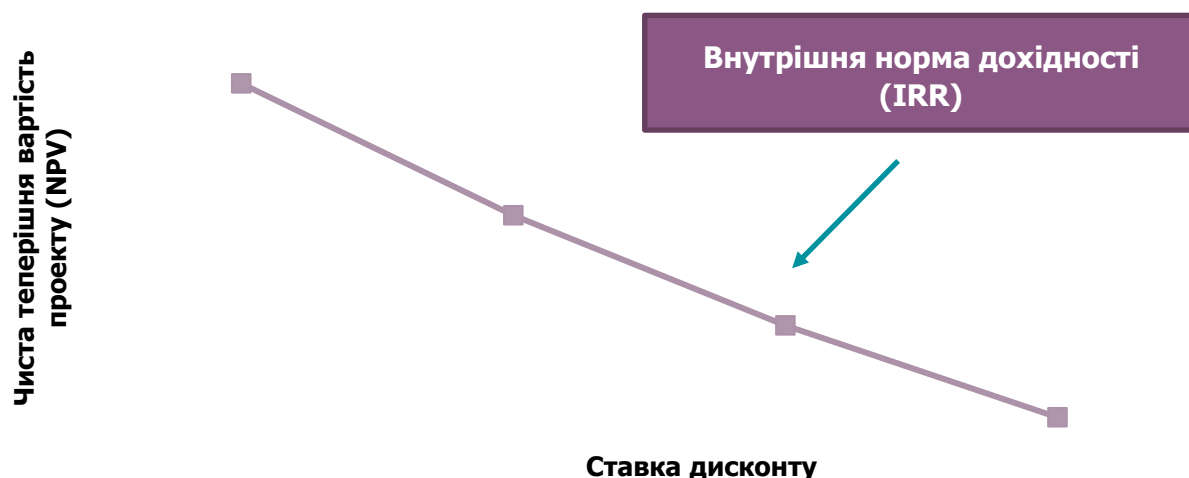 Чиста теперішня вартість
проекту (NPV)
Внутрішня норма дохідності
(IRR)
Ставка дисконту